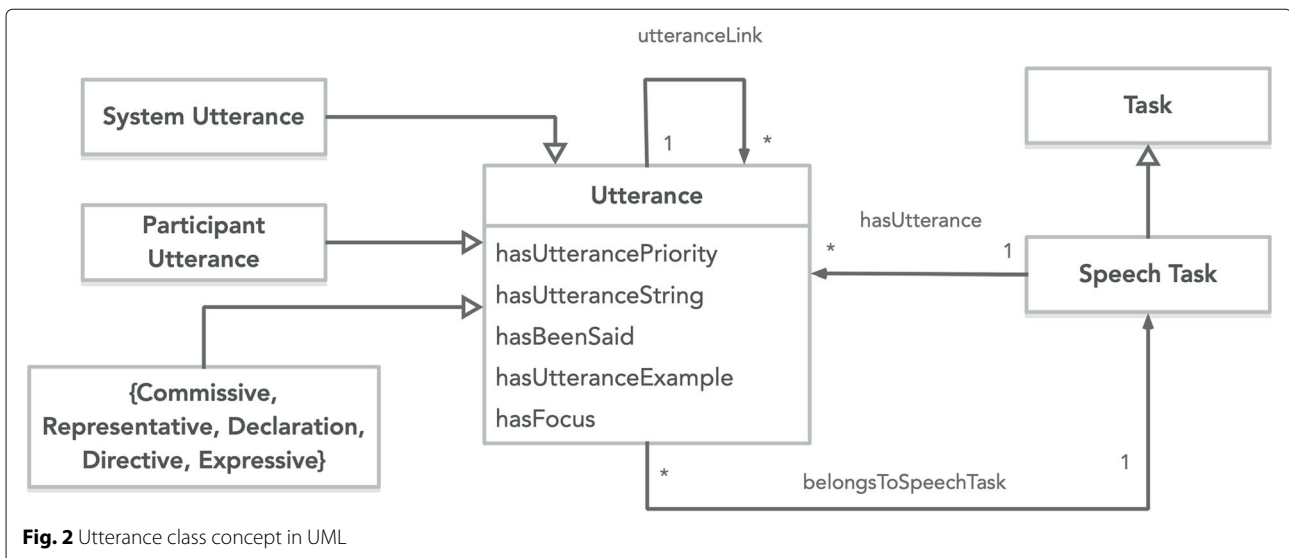 utteranceLink
System Utterance
Task
1
*
Utterance
Participant
Utterance
hasUtterance
*
1
hasUtterancePriority
hasUtteranceString
hasBeenSaid
hasUtteranceExample
hasFocus
Speech Task
{Commissive,
Representative, Declaration,
Directive, Expressive}
*
1
belongsToSpeechTask
Fig. 2 Utterance class concept in UML